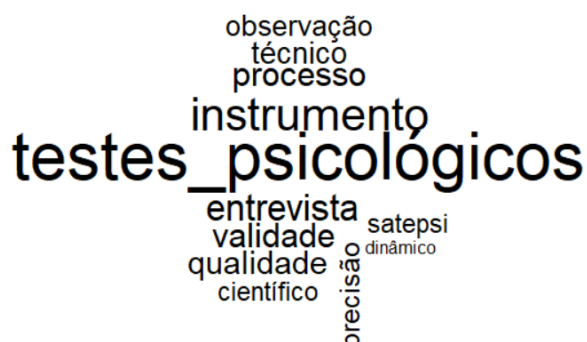 observação
técnico
processo
instrumento
testes_psicológicos
entrevista
satepsi
validade
dinâmico
qualidade
precisão
científico